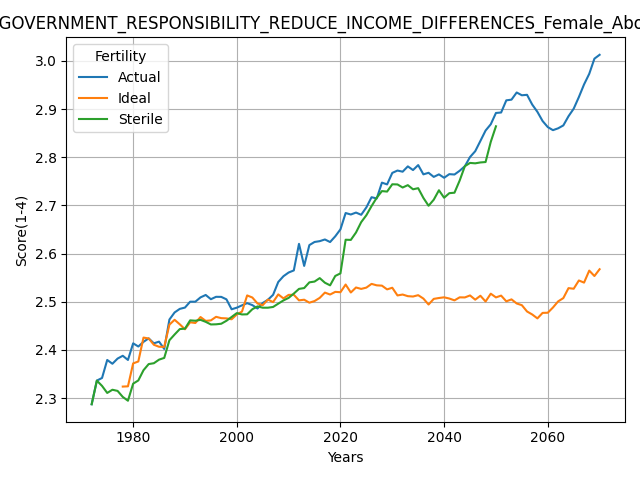 GOVERNMENT_RESPONSIBILITY_REDUCE_INCOME_DIFFERENCES_Female_Abo
Fertility
Actual
Ideal
Sterile
Score(1-4)
3.0
2.9
2.8
2.7
2.6
2.5
2.4
2.3
1980 2000 2020 2040 2060
Years